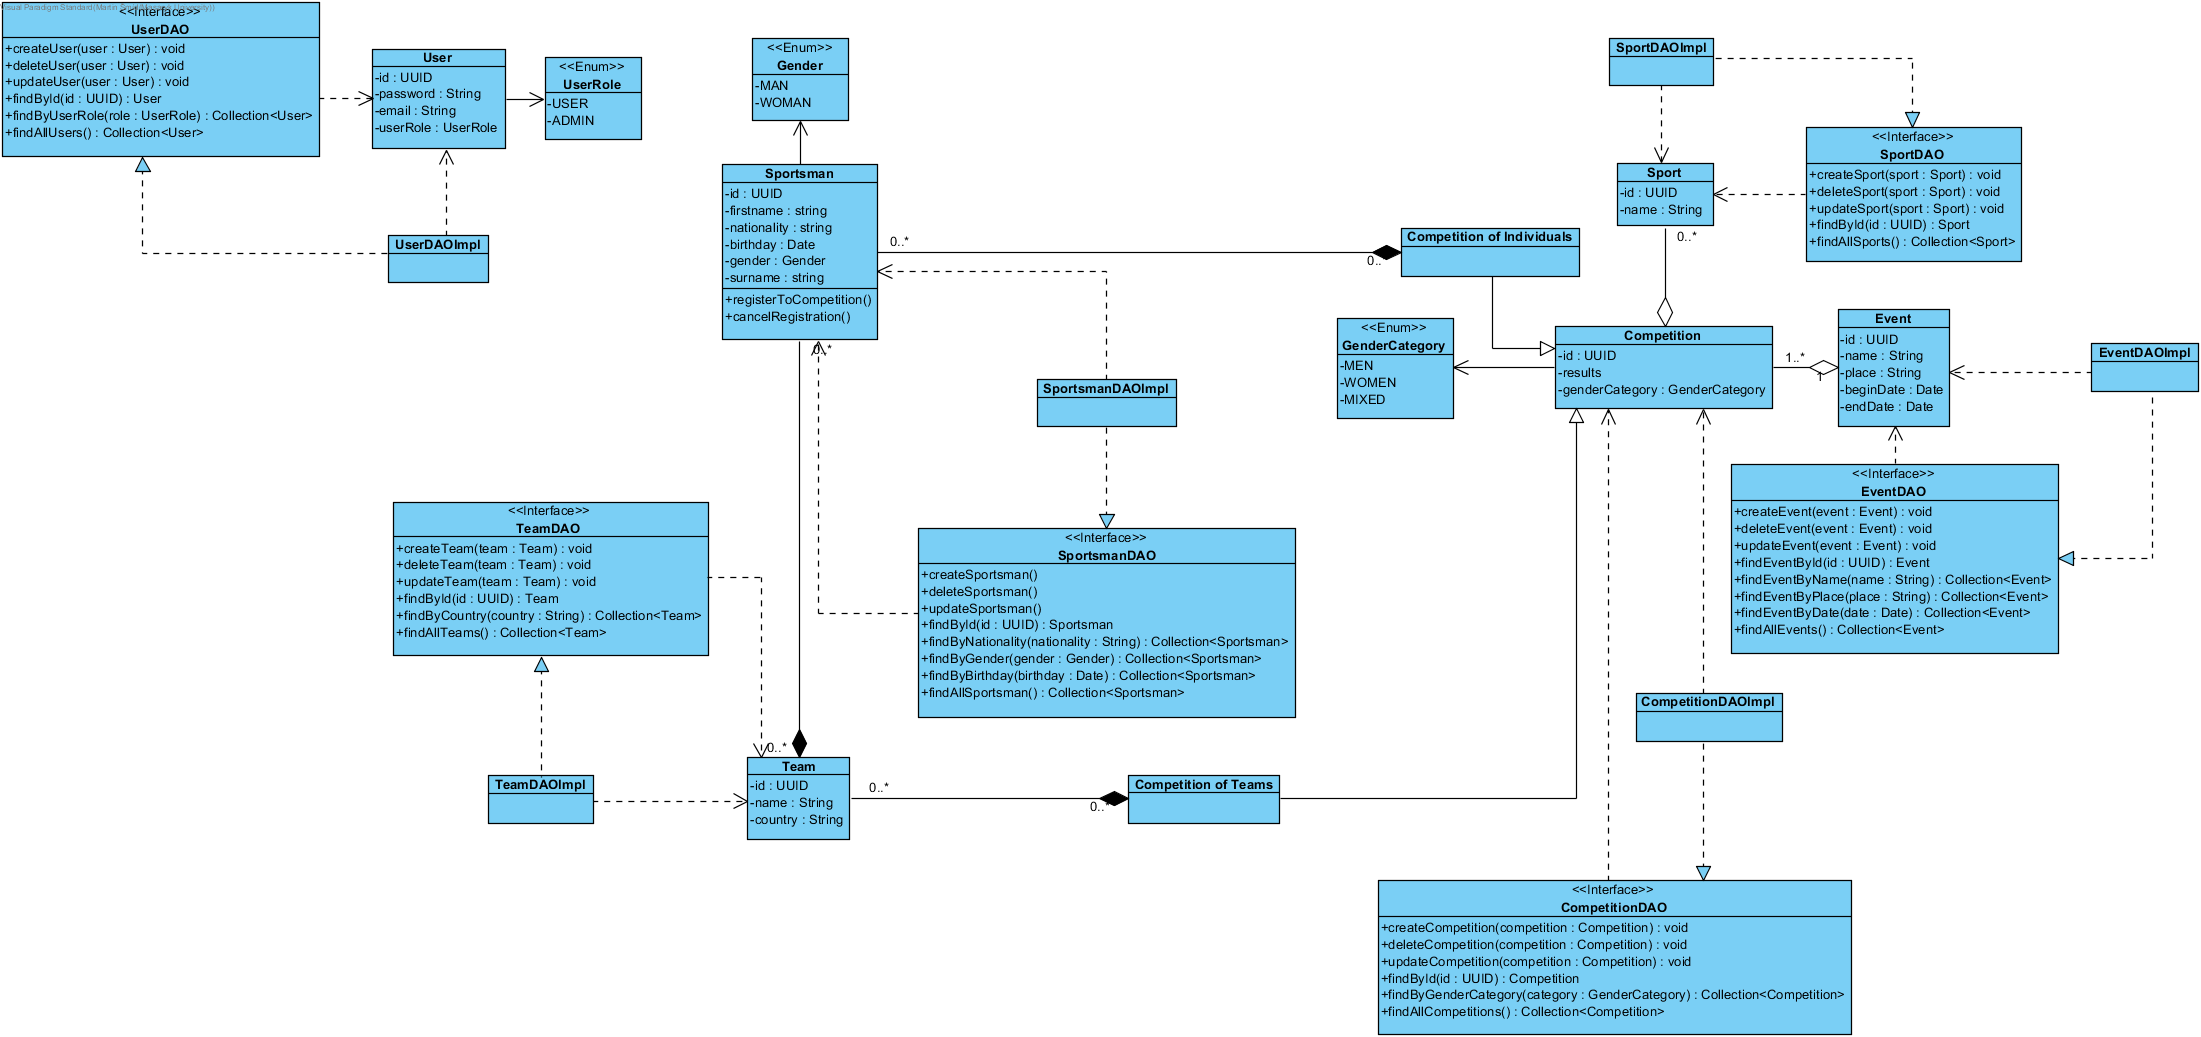 Visual Paradigm Standard(Martin Smid(Masaryk University))
<<Interface>>
UserDAO
+createUser(user : User) : void
+deleteUser(user : User) : void
+updateUser(user : User) : void
+findById(id : UUID) : User
+findByUserRole(role : UserRole) : Collection<User>
+findAllUsers() : Collection<User>
User
-id : UUID
-password : String
-email : String
-userRole : UserRole
<<Enum>>
UserRole
-USER
-ADMIN
UserDAOImpl
<<Enum>>
Gender
-MAN
-WOMAN
Sportsman
-id : UUID
-firstname : string
-nationality : string
-birthday : Date
-gender : Gender
-surname : string
+registerToCompetition()
+cancelRegistration()
0..*
0..*
0..
Competition of Individuals
SportDAOImpl
Sport
-id : UUID
-name : String
0..*
<<Interface>>
SportDAO
+createSport(sport : Sport) : void
+deleteSport(sport : Sport) : void
+updateSport(sport : Sport) : void
+findById(id : UUID) : Sport
+findAllSports() : Collection<Sport>
<<Enum>>
GenderCategory
-MEN
-WOMEN
-MIXED
Competition
-id : UUID
-results
-genderCategory : GenderCategory
1..*
1
Event
-id : UUID
-name : String
-place : String
-beginDate : Date
-endDate : Date
EventDAOImpl
SportsmanDAOImpl
<<Interface>>
EventDAO
+createEvent(event : Event) : void
+deleteEvent(event : Event) : void
+updateEvent(event : Event) : void
+findEventById(id : UUID) : Event
+findEventByName(name : String) : Collection<Event>
+findEventByPlace(place : String) : Collection<Event>
+findEventByDate(date : Date) : Collection<Event>
+findAllEvents() : Collection<Event>
<<Interface>>
TeamDAO
+createTeam(team : Team) : void
+deleteTeam(team : Team) : void
+updateTeam(team : Team) : void
+findById(id : UUID) : Team
+findByCountry(country : String) : Collection<Team>
+findAllTeams() : Collection<Team>
<<Interface>>
SportsmanDAO
+createSportsman()
+deleteSportsman()
+updateSportsman()
+findById(id : UUID) : Sportsman
+findByNationality(nationality : String) : Collection<Sportsman>
+findByGender(gender : Gender) : Collection<Sportsman>
+findByBirthday(birthday : Date) : Collection<Sportsman>
+findAllSportsman() : Collection<Sportsman>
CompetitionDAOImpl
TeamDAOImpl
0..*
Team
-id : UUID
-name : String
-country : String
0..*
0..*
Competition of Teams
<<Interface>>
CompetitionDAO
+createCompetition(competition : Competition) : void
+deleteCompetition(competition : Competition) : void
+updateCompetition(competition : Competition) : void
+findById(id : UUID) : Competition
+findByGenderCategory(category : GenderCategory) : Collection<Competition>
+findAllCompetitions() : Collection<Competition>